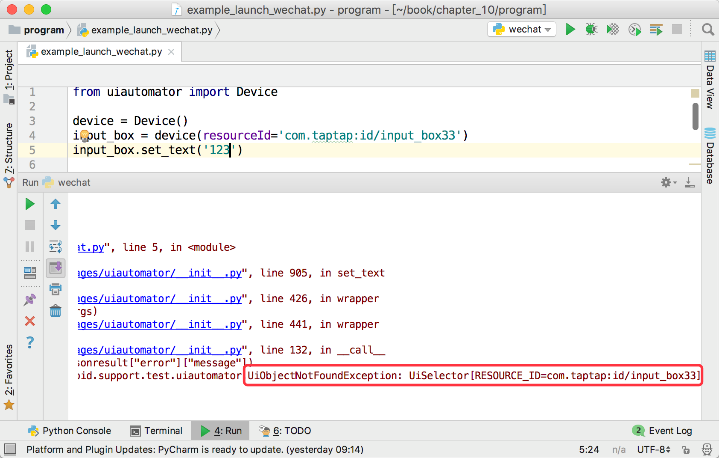 example_launch_wechat.py - program - [~/book/chapter_10/program]
program example_launch_wechat.py wechat
example_launch_wechat.py
1 from uiautomator import Device
2
3 device = Device()
4 input_box = device(resourceId='com.taptap:id/input_box33')
5 input_box.set_text('123')
6
Run wechat
at.py", line 5, in <module>
ages/uiautomator/__init__.py", line 905, in set_text
ages/uiautomator/__init__.py", line 426, in wrapper
rgs)
ages/uiautomator/__init__.py", line 441, in wrapper
ages/uiautomator/__init__.py", line 132, in __call__
sonresult["error"]["message"])
oid.support.test.uiautomator.UiObjectNotFoundException: UiSelector[RESOURCE_ID=com.taptap:id/input_box33]
1: Project
7: Structure
2: Favorites
Data View
Database
Python Console Terminal 4: Run 6: TODO 2 Event Log
Platform and Plugin Updates: PyCharm is ready to update. (yesterday 09:14) 5:24 n/a UTF-8